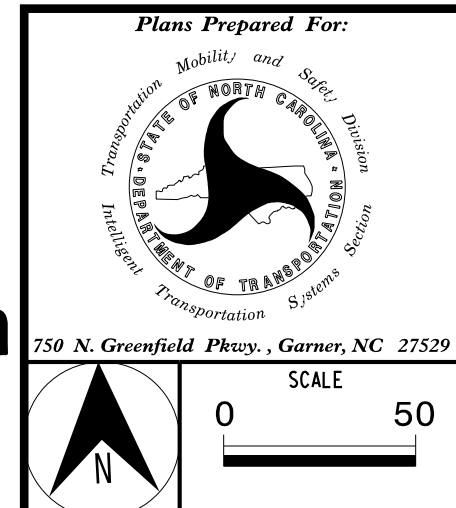 Plans Prepared For:
Transportation Mobility and Safety Division
STATE OF NORTH CAROLINA
DEPARTMENT OF TRANSPORTATION
Intelligent Transportation Systems Section
750 N. Greenfield Pkwy. , Garner, NC 27529
SCALE
0 50
N